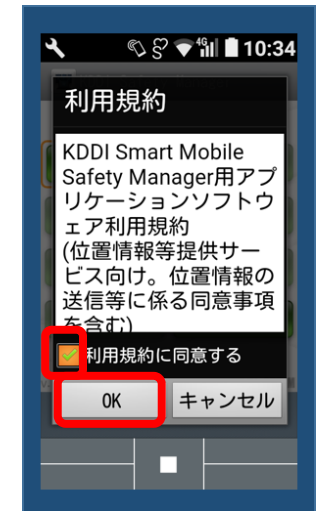 4G 10:34
利用規約
KDDI Smart Mobile
Safety Manager用アプ
リケーションソフトウ
ェア利用規約
(位置情報等提供サー
ビス向け。位置情報の
送信等に係る同意事項
を含む)
利用規約に同意する
OK キャンセル